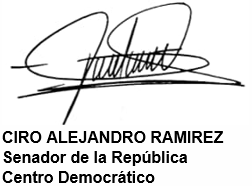 CIRO ALEJANDRO RAMIREZ
Senador de la República
Centro Democrático